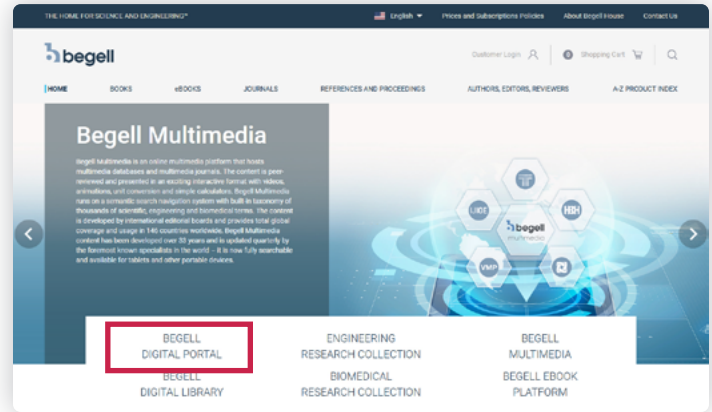 THE HOME FOR SCIENCE AND ENGINEERING™
English
Prices and Subscriptions Policies
About Begell House
Contact Us
begell
Customer Login
0
Shopping Cart
HOME
BOOKS
eBOOKS
JOURNALS
REFERENCES AND PROCEEDINGS
AUTHORS, EDITORS, REVIEWERS
A-Z PRODUCT INDEX
Begell Multimedia
Begell Multimedia is an online multimedia platform that hosts
multimedia databases and multimedia journals. The content is peer-
reviewed and presented in an exciting interactive format with videos,
animations, unit conversion and simple calculators. Begell Multimedia
runs on a semantic search navigation system with built in taxonomy of
thousands of scientific, engineering and biomedical terms. The content
is developed by international editorial boards and provides total global
coverage and usage in 146 countries worldwide. Begell Multimedia
content has been developed over 33 years and is updated quarterly by
the foremost known specialists in the world – it is now fully searchable
and available for tablets and other portable devices.
begell
multimedia
VMP
BEGELL
DIGITAL PORTAL
ENGINEERING
RESEARCH COLLECTION
BEGELL
MULTIMEDIA
BEGELL
DIGITAL LIBRARY
BIOMEDICAL
RESEARCH COLLECTION
BEGELL EBOOK
PLATFORM